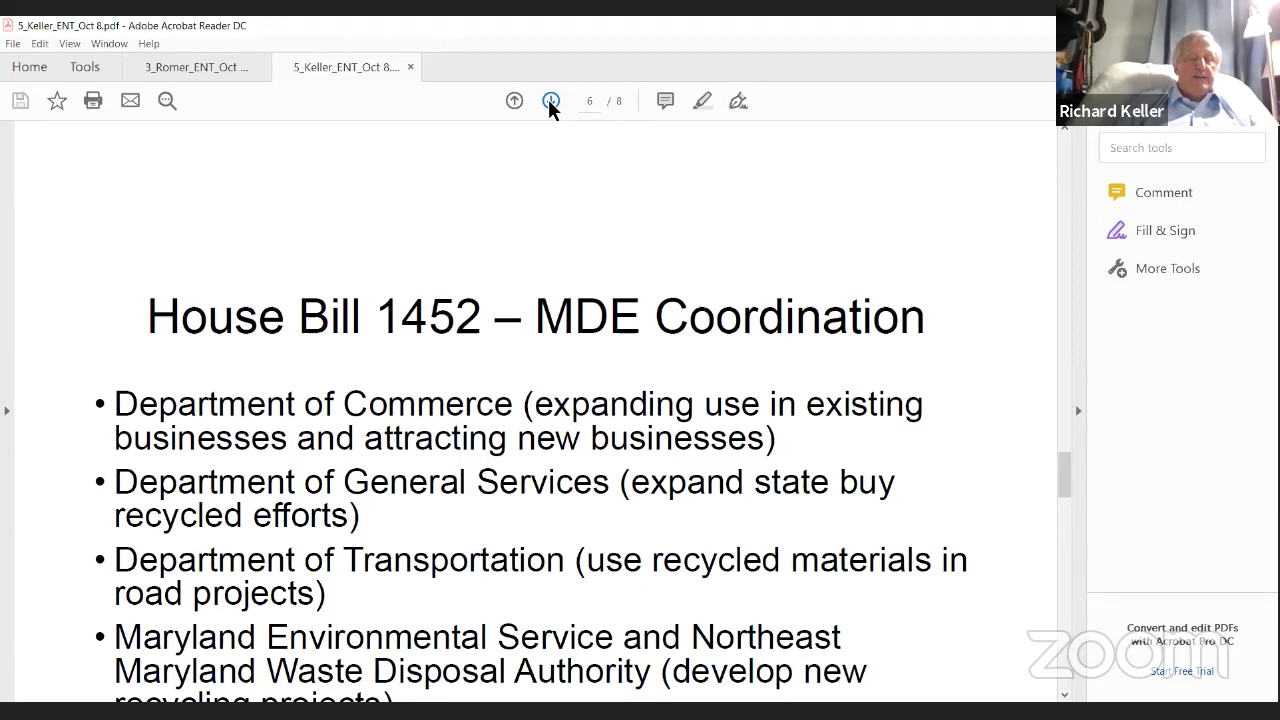 5_Keller_ENT_Oct 8.pdf - Adobe Acrobat Reader DC
File Edit View Window Help
Home Tools 3_Romer_ENT_Oct ... 5_Keller_ENT_Oct 8.... ×
6 / 8
Richard Keller
Search tools
Comment
Fill & Sign
More Tools
House Bill 1452 – MDE Coordination
• Department of Commerce (expanding use in existing
businesses and attracting new businesses)
• Department of General Services (expand state buy
recycled efforts)
• Department of Transportation (use recycled materials in
road projects)
• Maryland Environmental Service and Northeast
Maryland Waste Disposal Authority (develop new
recycling projects)
Convert and edit PDFs
with Acrobat Pro DC
Start Free Trial
zoom